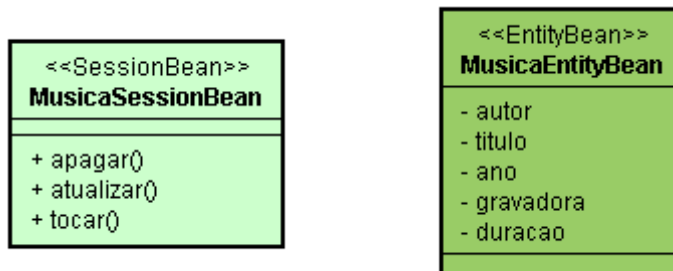 <<SessionBean>>
MusicaSessionBean
+ apagar()
+ atualizar()
+ tocar()
<<EntityBean>>
MusicaEntityBean
- autor
- titulo
- ano
- gravadora
- duracao